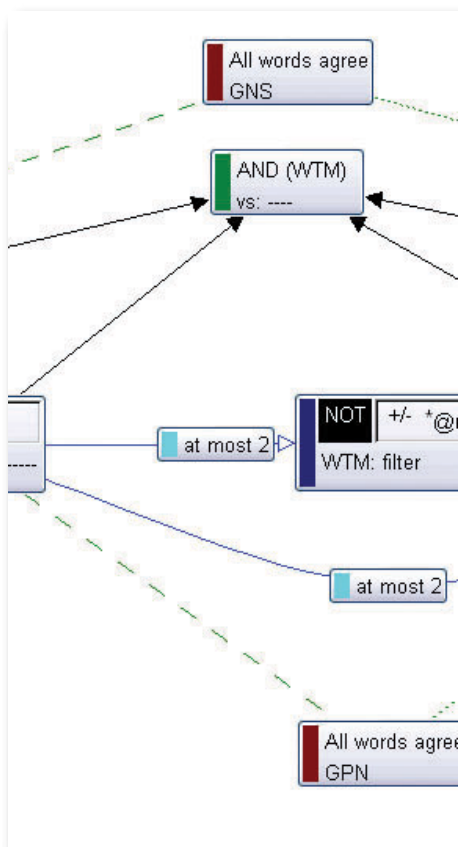 All words agree
GNS
AND (WTM)
vs: ----
-----
at most 2
NOT +/- *@
WTM: filter
at most 2
All words agree
GPN